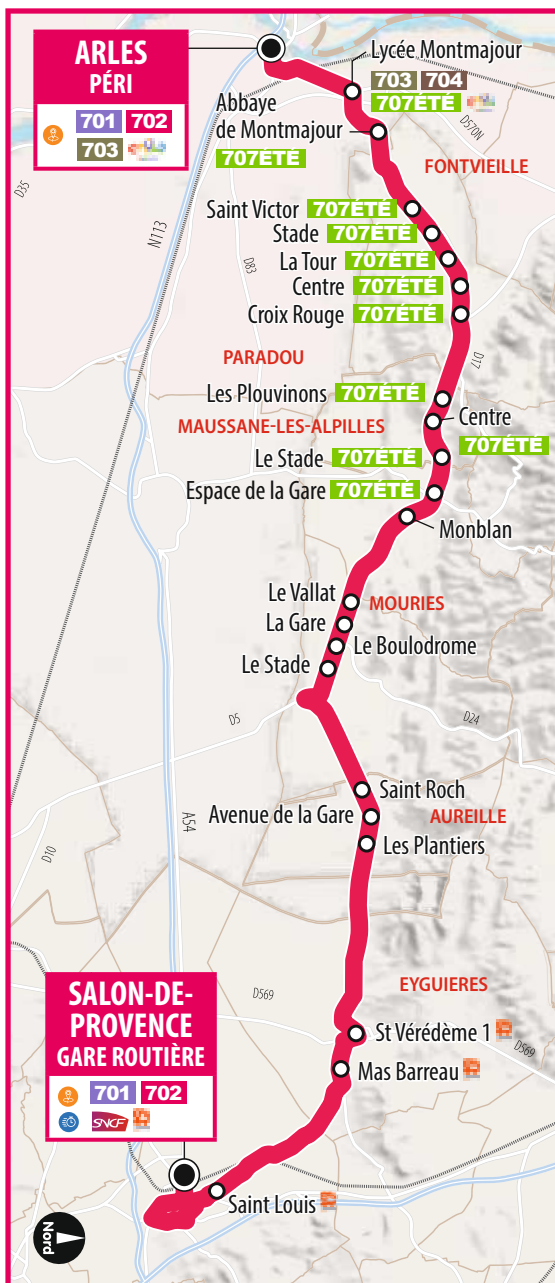 ARLES
PÉRI
701 702
703
Lycée Montmajour
703 704
707ÉTÉ
Abbaye
de Montmajour
707ÉTÉ
D570N
FONTVIEILLE
D35
N113
D83
Saint Victor 707ÉTÉ
Stade 707ÉTÉ
La Tour 707ÉTÉ
Centre 707ÉTÉ
Croix Rouge 707ÉTÉ
D17
PARADOU
Les Plouvinons 707ÉTÉ
Centre
707ÉTÉ
MAUSSANE-LES-ALPILLES
Le Stade 707ÉTÉ
Espace de la Gare 707ÉTÉ
Monblan
Le Vallat
MOURIES
La Gare
Le Boulodrome
Le Stade
D5
D24
Saint Roch
A54
Avenue de la Gare
AUREILLE
Les Plantiers
D10
EYGUIERES
D569
SALON-DE-
PROVENCE
GARE ROUTIÈRE
701 702
SNCF
St Vérédème 1
D569
Mas Barreau
Saint Louis
Nord